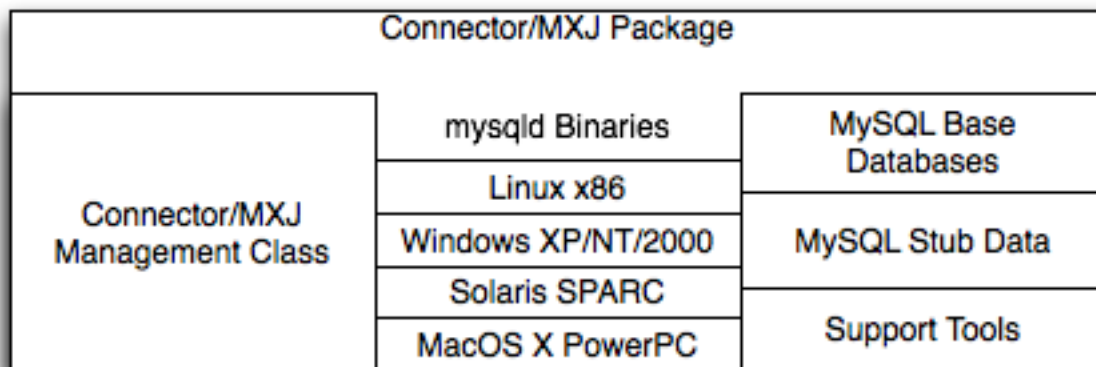 Connector/MXJ Package
Connector/MXJ
Management Class
mysqld Binaries
Linux x86
Windows XP/NT/2000
Solaris SPARC
MacOS X PowerPC
MySQL Base
Databases
MySQL Stub Data
Support Tools